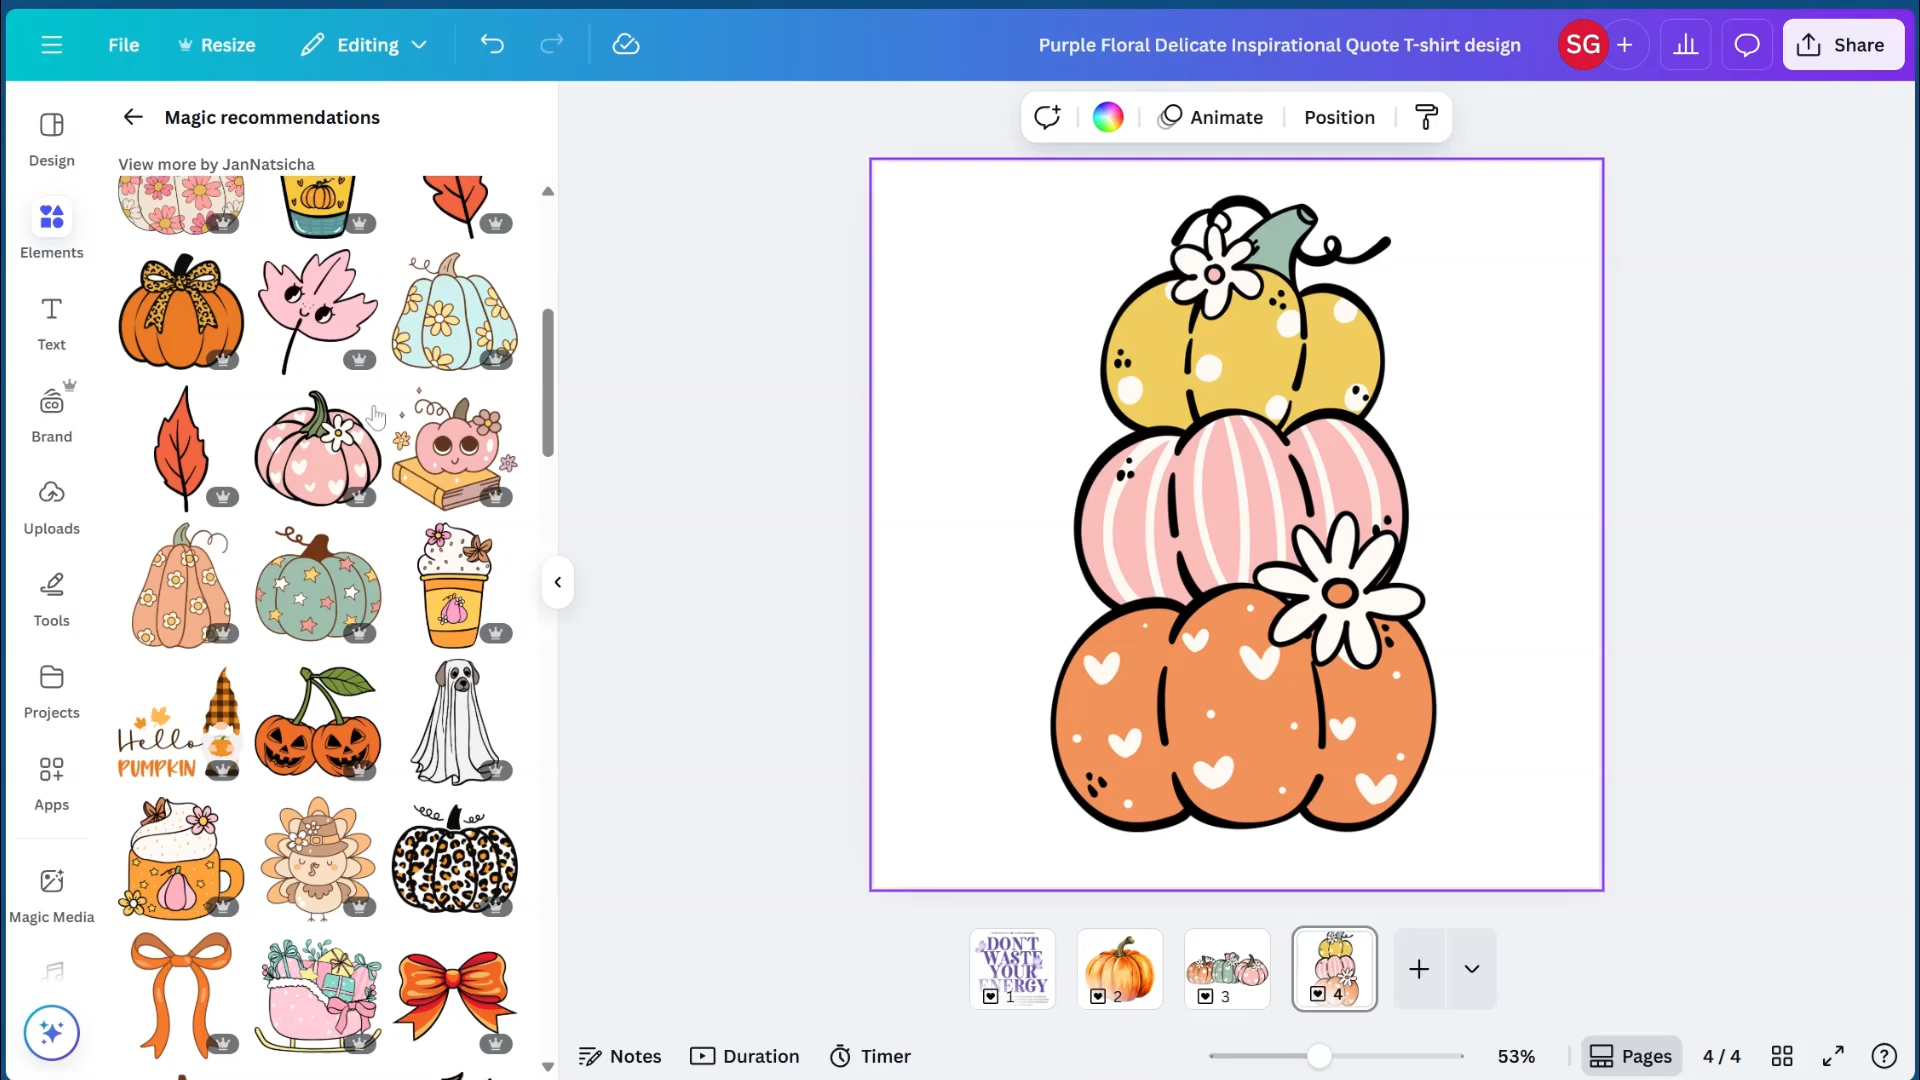 File
Resize
Editing
Purple Floral Delicate Inspirational Quote T-shirt design
SG
+
Share
Design
Elements
Text
Brand
CO
Uploads
Tools
Projects
Apps
Magic Media
Magic recommendations
View more by JanNatsicha
Hello
PUMPKIN
Animate
Position
DON'T
WASTE
YOUR
ENERGY
1
2
3
4
Notes
Duration
Timer
53%
Pages
4 / 4